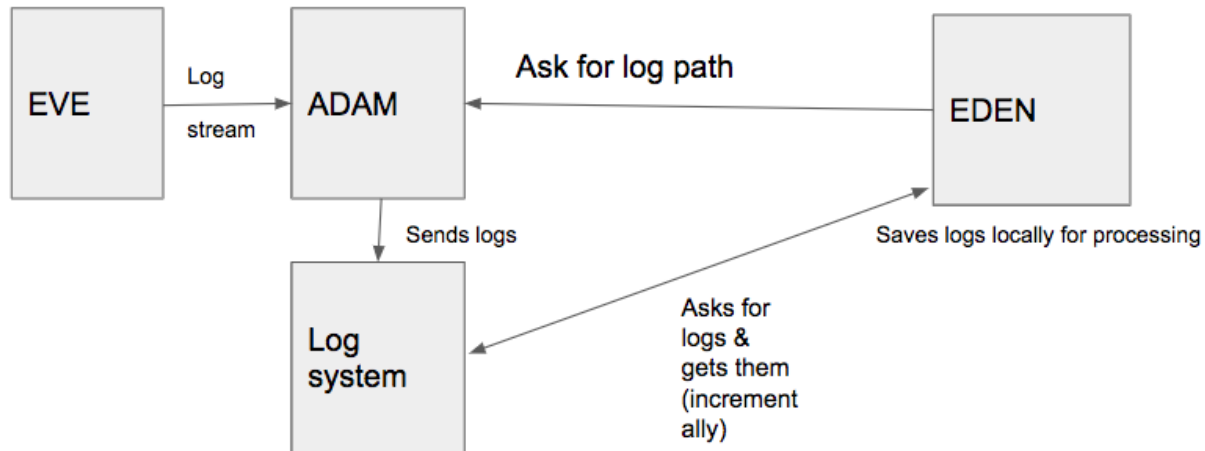 EVE
Log
stream
ADAM
Ask for log path
EDEN
Sends logs
Saves logs locally for processing
Log
system
Asks for
logs &
gets them
(increment
ally)